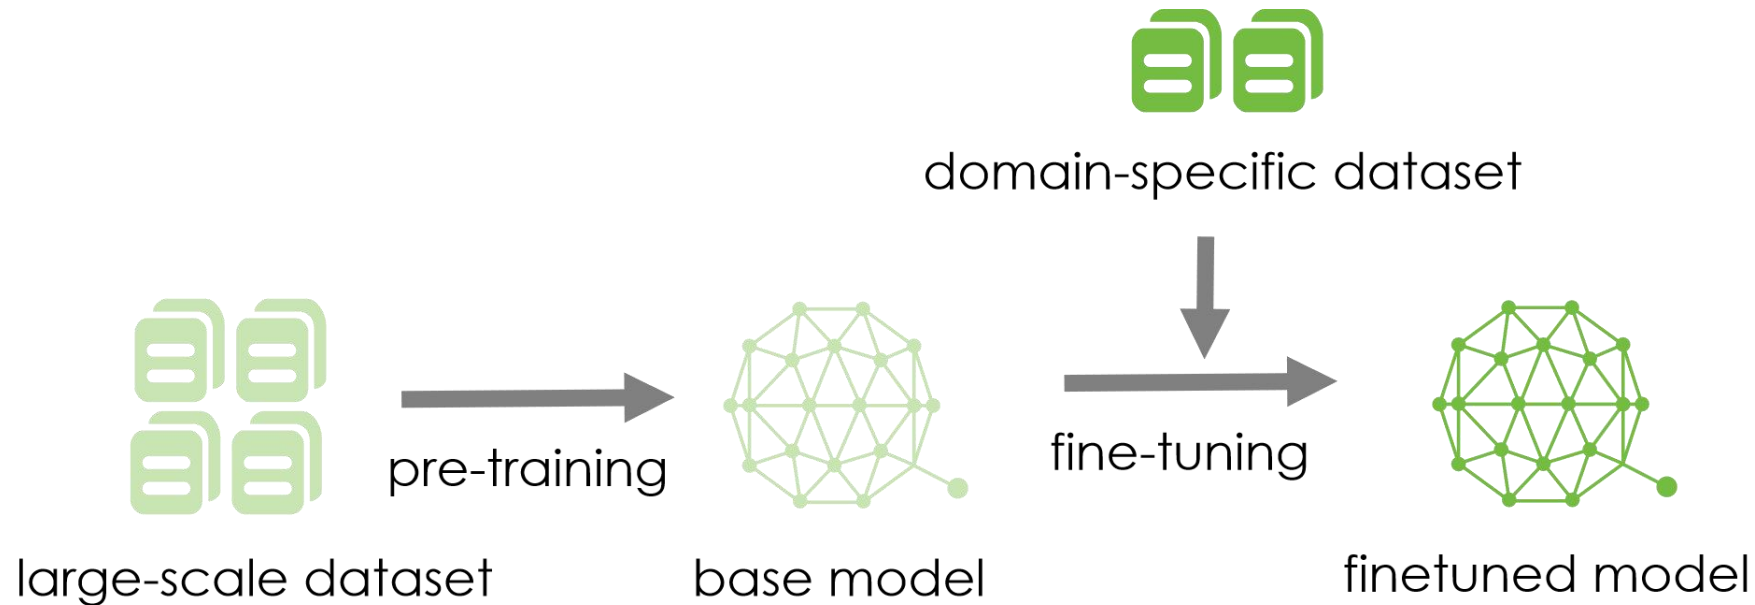 domain-specific dataset
pre-training
fine-tuning
large-scale dataset
base model
finetuned model